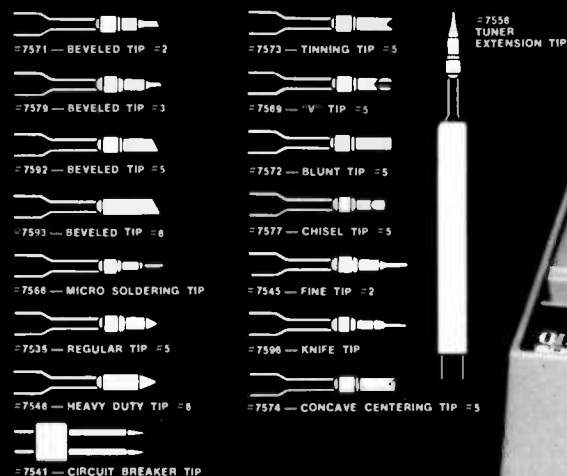 #7571 — BEVELED TIP #2
#7579 — BEVELED TIP #3
#7592 — BEVELED TIP #5
#7593 — BEVELED TIP #6
#7566 — MICRO SOLDERING TIP
#7535 — REGULAR TIP #5
#7546 — HEAVY DUTY TIP #6
#7541 — CIRCUIT BREAKER TIP
#7573 — TINNING TIP #5
#7569 — "V" TIP #5
#7572 — BLUNT TIP #5
#7577 — CHISEL TIP #5
#7545 — FINE TIP #2
#7596 — KNIFE TIP
#7574 — CONCAVE CENTERING TIP #5
#7556
TUNER
EXTENSION TIP